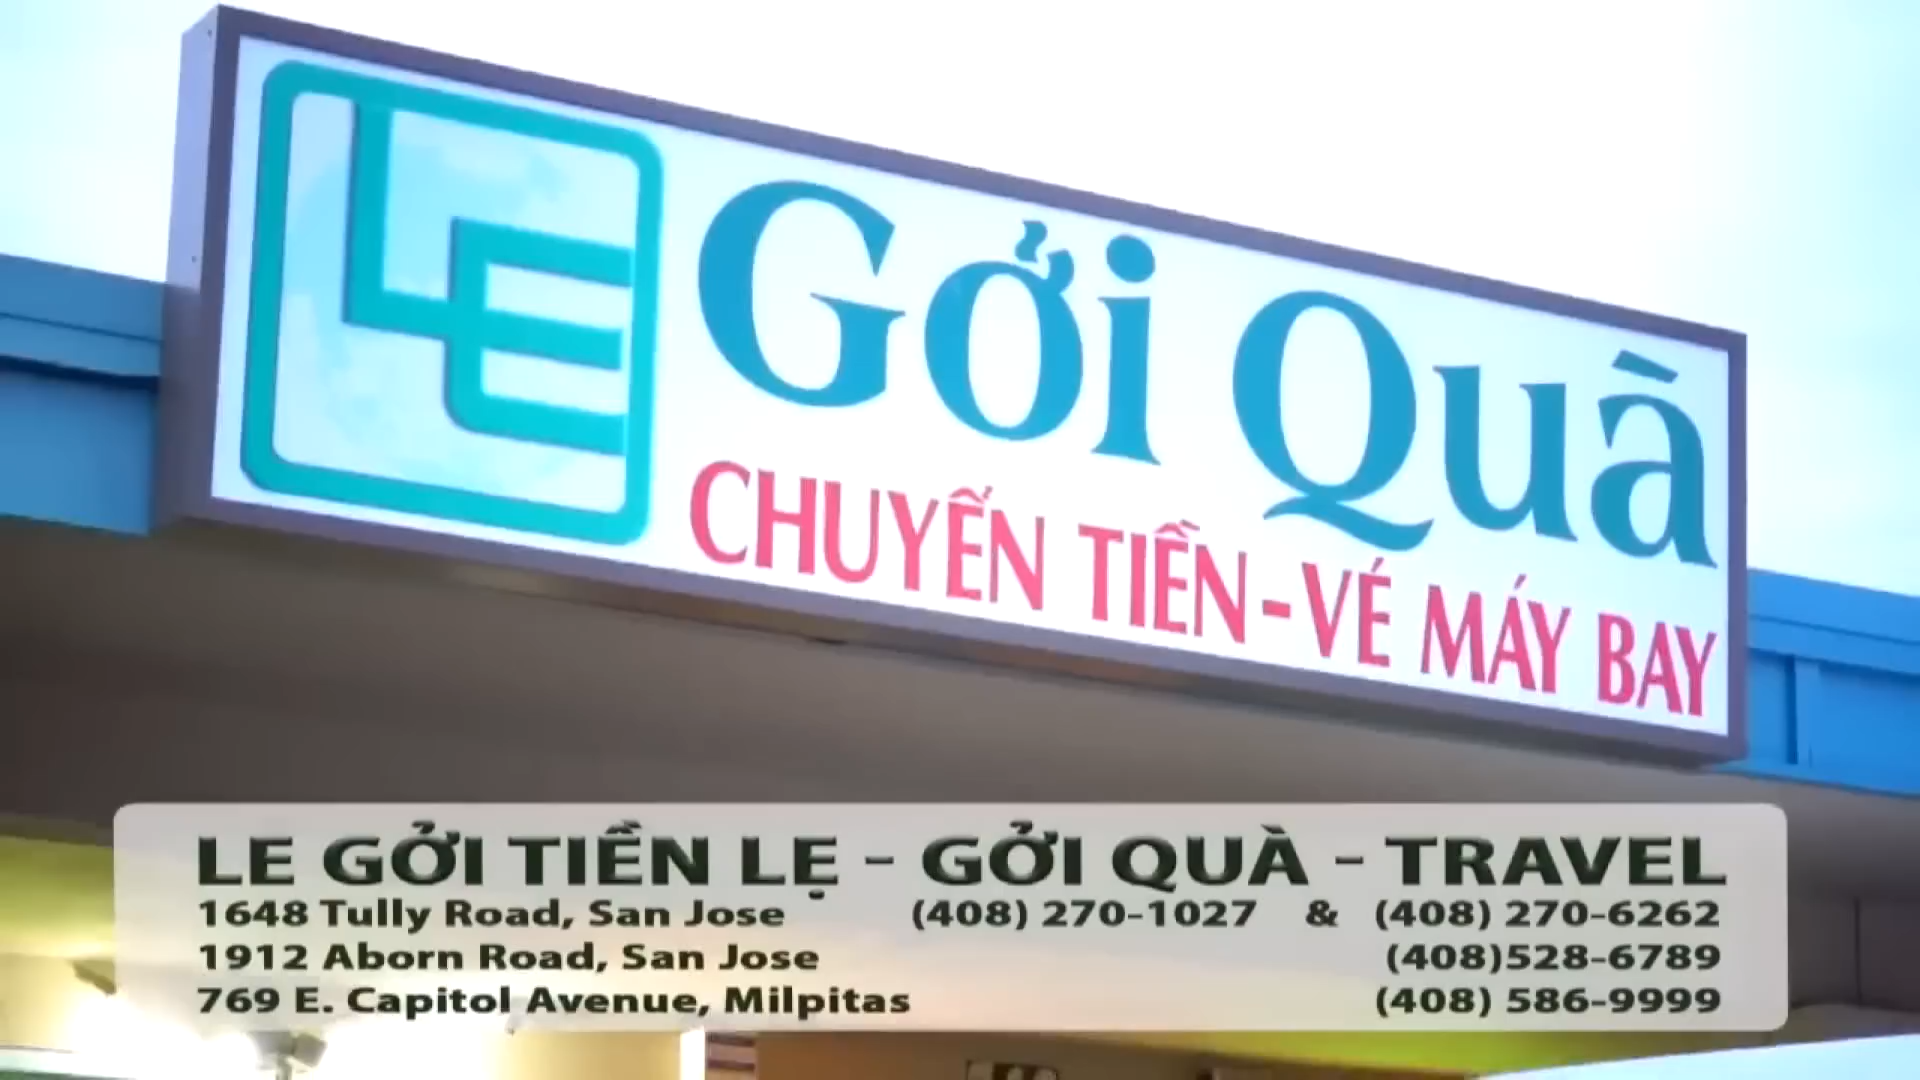 LE
Gởi Quà
CHUYỂN TIỀN-VÉ MÁY BAY
LE GỞI TIỀN LẸ - GỞI QUÀ - TRAVEL
1648 Tully Road, San Jose (408) 270-1027 & (408) 270-6262
1912 Aborn Road, San Jose (408)528-6789
769 E. Capitol Avenue, Milpitas (408) 586-9999